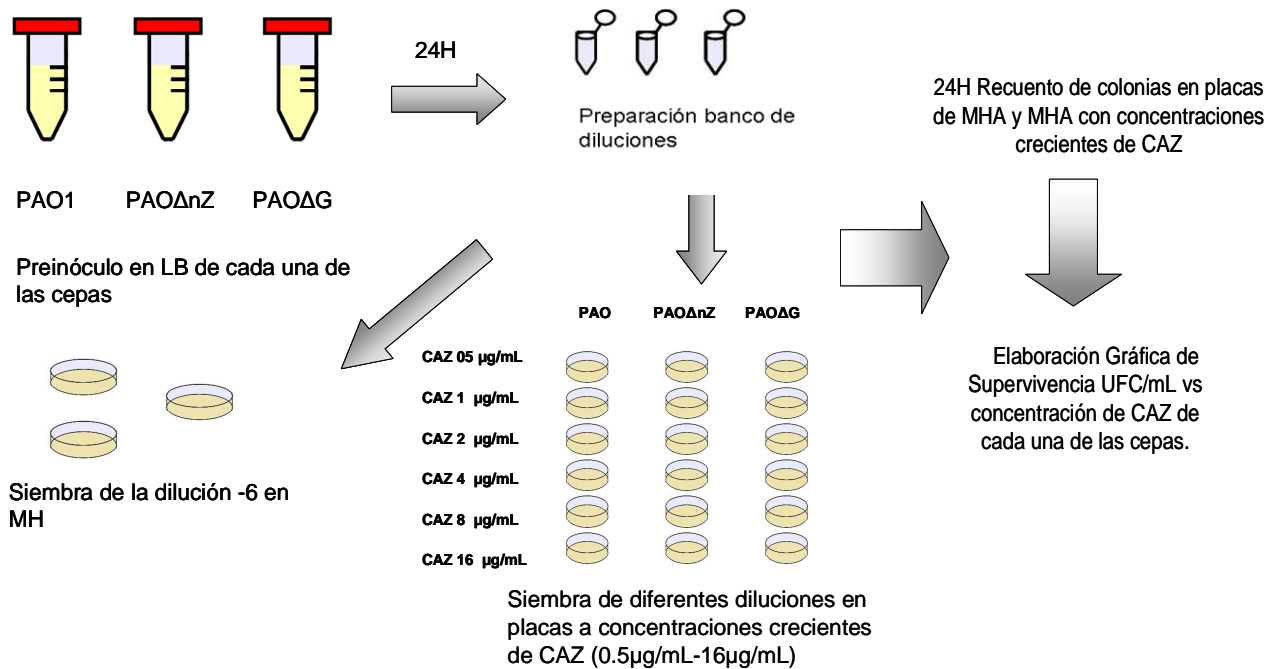 24H
PAO1 PAOΔnZ PAOΔG
Preinóculo en LB de cada una de
las cepas
Preparación banco de
diluciones
Siembra de la dilución -6 en
MH
PAO PAOΔnZ PAOΔG
CAZ 05 µg/mL
CAZ 1 µg/mL
CAZ 2 µg/mL
CAZ 4 µg/mL
CAZ 8 µg/mL
CAZ 16 µg/mL
Siembra de diferentes diluciones en
placas a concentraciones crecientes
de CAZ (0.5µg/mL-16µg/mL)
24H Recuento de colonias en placas
de MHA y MHA con concentraciones
crecientes de CAZ
Elaboración Gráfica de
Supervivencia UFC/mL vs
concentración de CAZ de
cada una de las cepas.